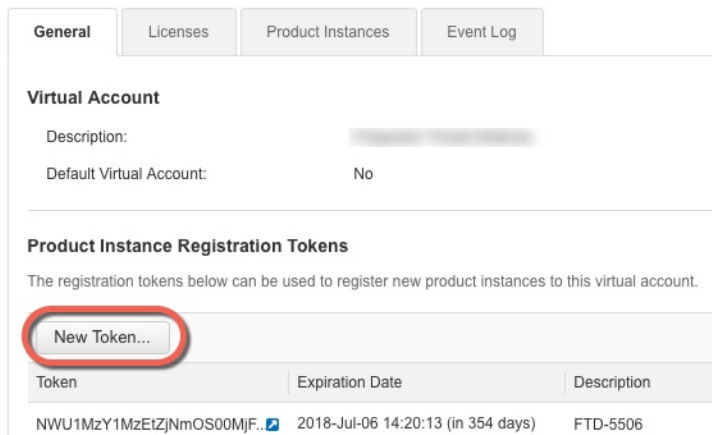 General Licenses Product Instances Event Log
Virtual Account
Description:
Default Virtual Account: No
Product Instance Registration Tokens
The registration tokens below can be used to register new product instances to this virtual account.
New Token...
Token Expiration Date Description
NWU1MzY1MzEtZjNmOS00MjF... 2018-Jul-06 14:20:13 (in 354 days) FTD-5506